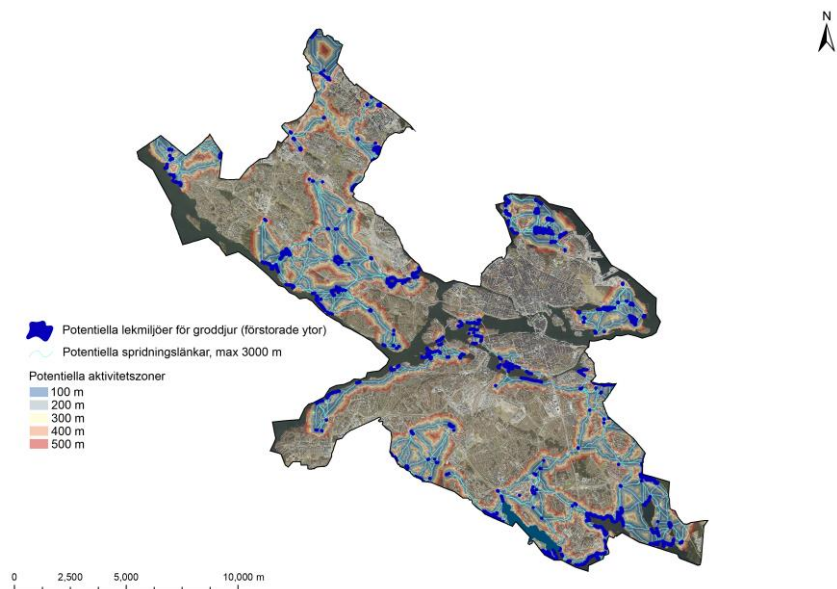 N
Potentiella lekmiljöer för groddjur (förstorade ytor)
Potentiella spridningslänkar, max 3000 m
Potentiella aktivitetszoner
100 m
200 m
300 m
400 m
500 m
0 2,500 5,000 10,000 m